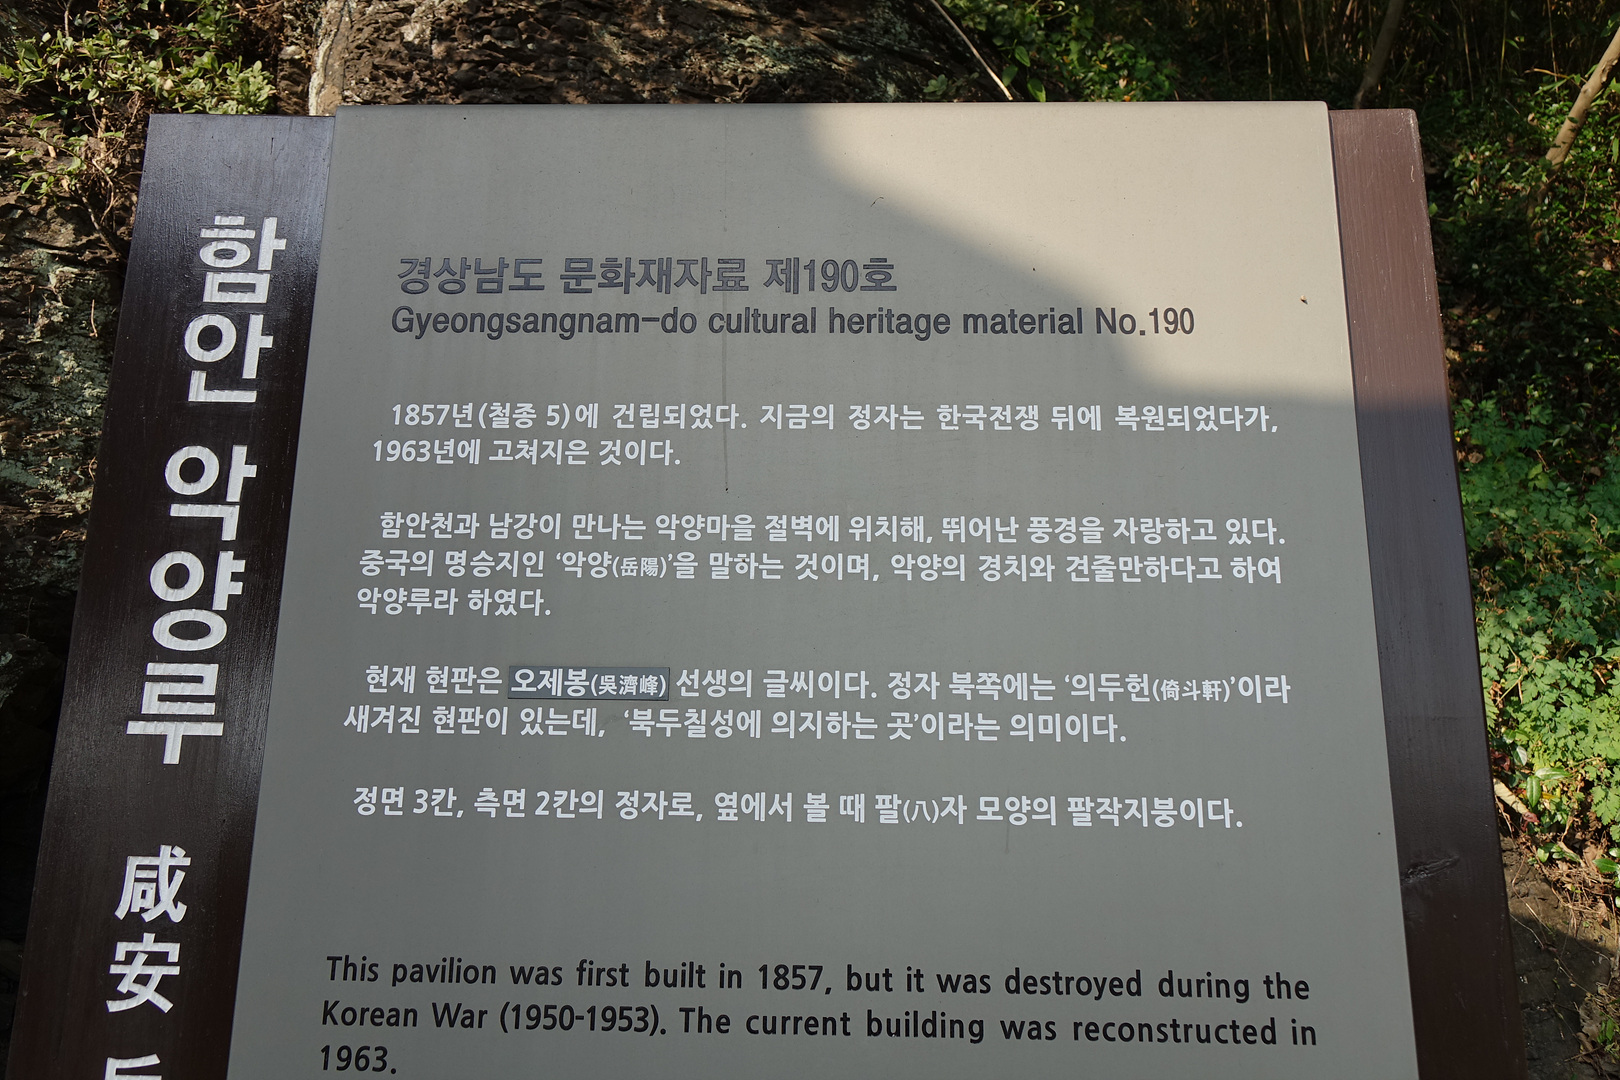 함안 악양루 咸安
경상남도 문화재자료 제190호
Gyeongsangnam-do cultural heritage material No.190
1857년(철종 5)에 건립되었다. 지금의 정자는 한국전쟁 뒤에 복원되었다가,
1963년에 고쳐지은 것이다.
함안천과 남강이 만나는 악양마을 절벽에 위치해, 뛰어난 풍경을 자랑하고 있다.
중국의 명승지인 ‘악양(岳陽)’을 말하는 것이며, 악양의 경치와 견줄만하다고 하여
악양루라 하였다.
현재 현판은 오제봉(吳濟峰) 선생의 글씨이다. 정자 북쪽에는 ‘의두헌(倚斗軒)’이라
새겨진 현판이 있는데, ‘북두칠성에 의지하는 곳’이라는 의미이다.
정면 3칸, 측면 2칸의 정자로, 옆에서 볼 때 팔(八)자 모양의 팔작지붕이다.
This pavilion was first built in 1857, but it was destroyed during the
Korean War (1950-1953). The current building was reconstructed in
1963.